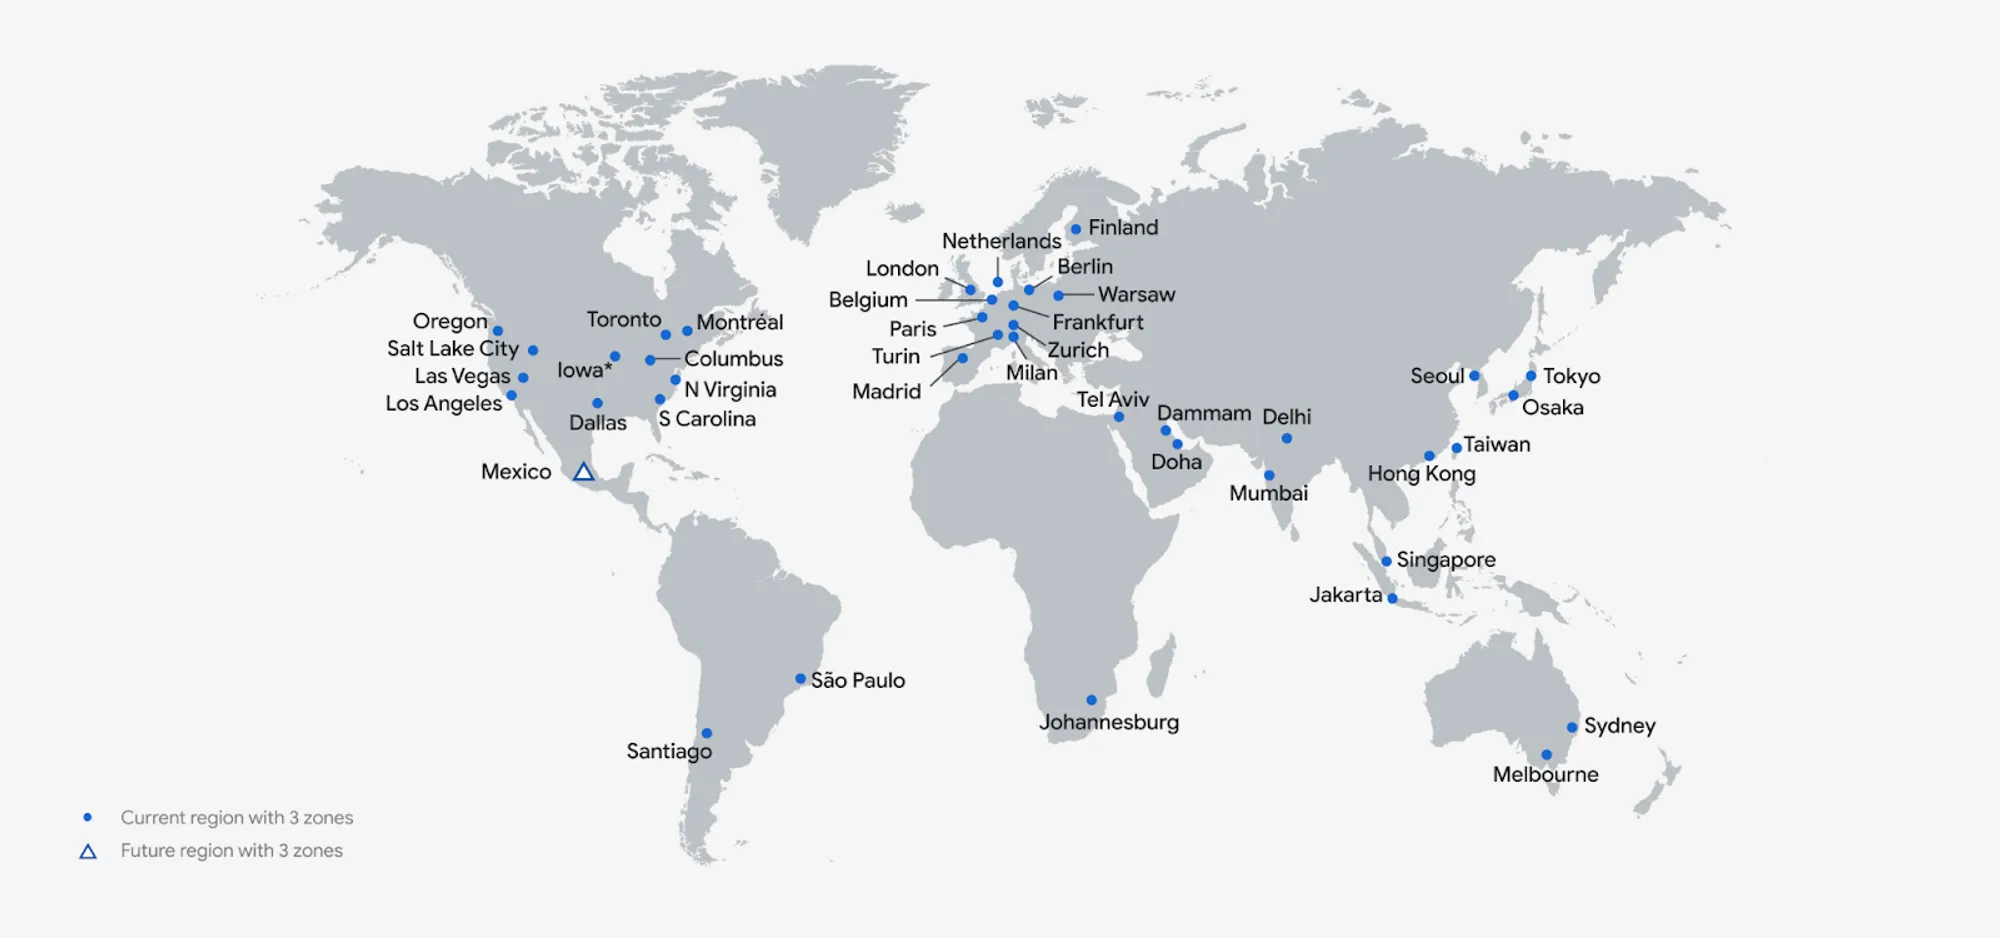 Finland
Netherlands
London
Berlin
Belgium
Warsaw
Oregon
Toronto
Montréal
Paris
Frankfurt
Salt Lake City
Iowa*
Columbus
Turin
Zurich
Las Vegas
N Virginia
Madrid
Milan
Los Angeles
Dallas
S Carolina
Seoul
Tokyo
Osaka
Tel Aviv
Dammam
Delhi
Doha
Taiwan
Hong Kong
Mexico
Mumbai
Singapore
Jakarta
São Paulo
Johannesburg
Santiago
Sydney
Melbourne
Current region with 3 zones
Future region with 3 zones